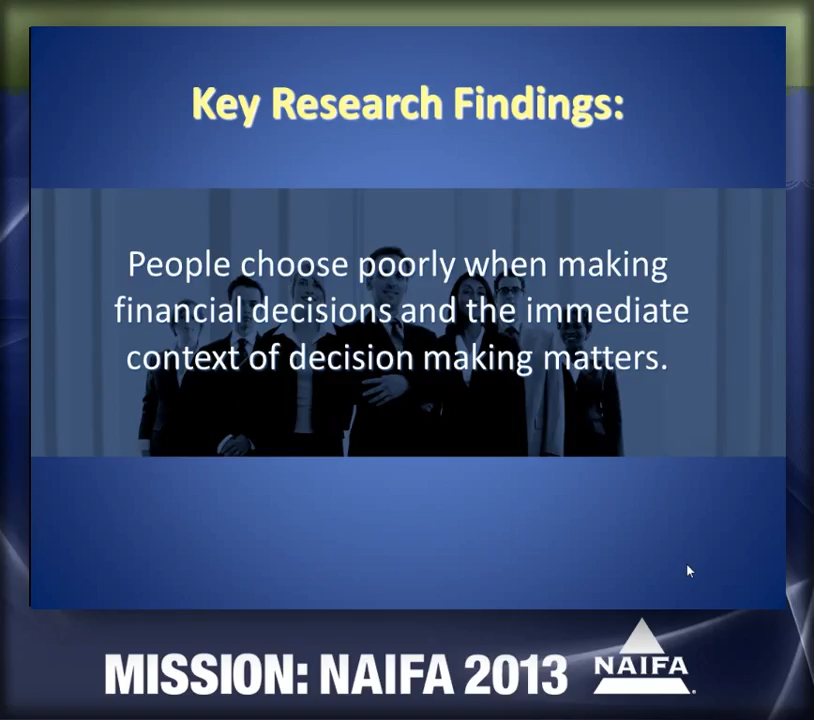 Key Research Findings:
People choose poorly when making
financial decisions and the immediate
context of decision making matters.
MISSION: NAIFA 2013
NAIFA